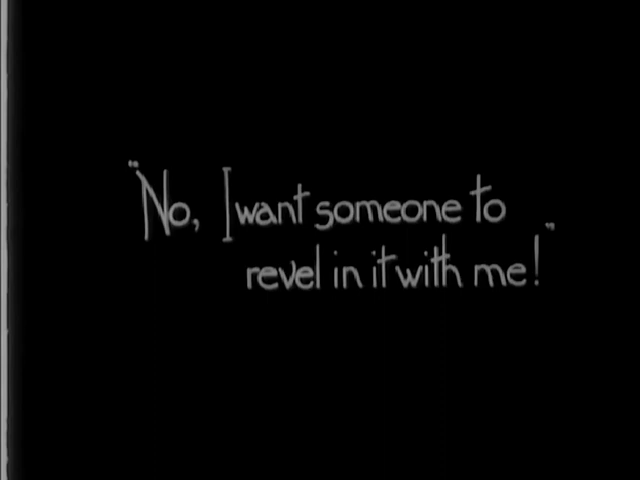 "No, I want someone to
revel in it with me!"